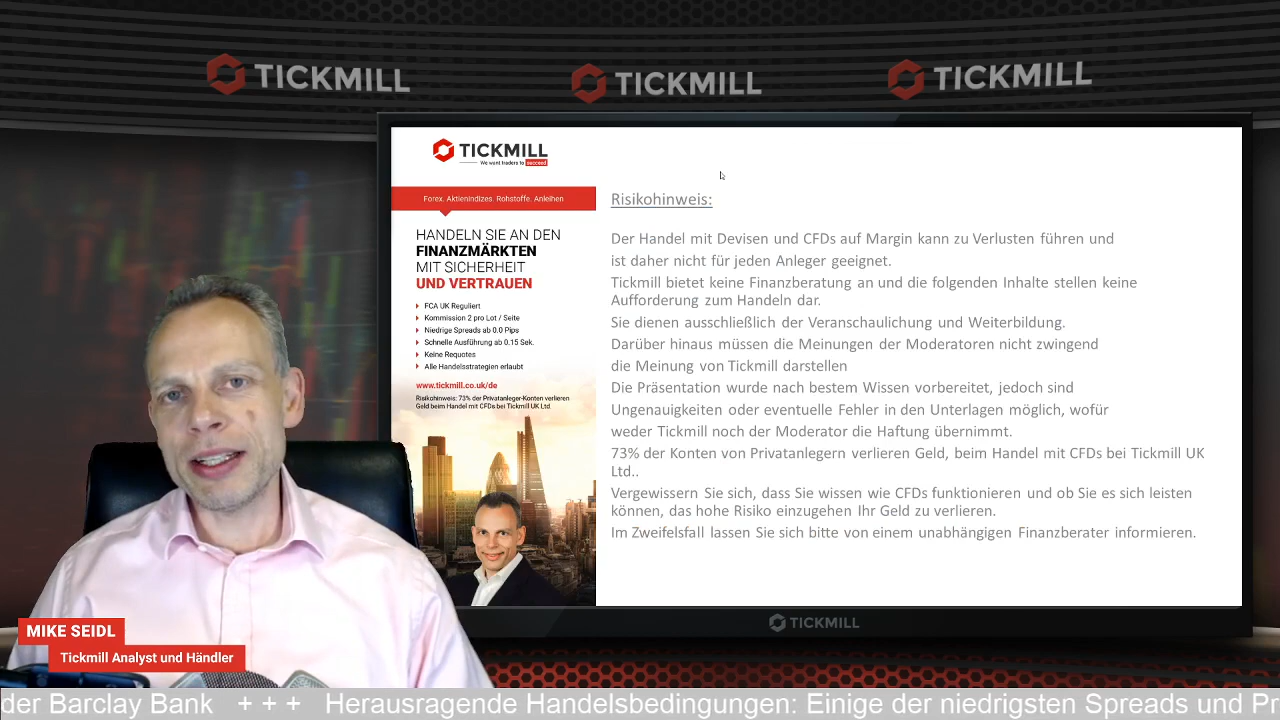 TICKMILL
TICKMILL
TICKMILL
TICKMILL
We want traders to succeed
Forex. Aktienindizes. Rohstoffe. Anleihen
HANDELN SIE AN DEN
FINANZMÄRKTEN
MIT SICHERHEIT
UND VERTRAUEN
FCA UK Reguliert
Kommission 2 pro Lot / Seite
Niedrige Spreads ab 0.0 Pips
Schnelle Ausführung ab 0.15 Sek.
Keine Requotes
Alle Handelsstrategien erlaubt
www.tickmill.co.uk/de
Risikohinweis: 73% der Privatanleger-Konten verlieren
Geld beim Handel mit CFDs bei Tickmill UK Ltd
Risikohinweis:
Der Handel mit Devisen und CFDs auf Margin kann zu Verlusten führen und
ist daher nicht für jeden Anleger geeignet.
Tickmill bietet keine Finanzberatung an und die folgenden Inhalte stellen keine
Aufforderung zum Handeln dar.
Sie dienen ausschließlich der Veranschaulichung und Weiterbildung.
Darüber hinaus müssen die Meinungen der Moderatoren nicht zwingend
die Meinung von Tickmill darstellen
Die Präsentation wurde nach bestem Wissen vorbereitet, jedoch sind
Ungenauigkeiten oder eventuelle Fehler in den Unterlagen möglich, wofür
weder Tickmill noch der Moderator die Haftung übernimmt.
73% der Konten von Privatanlegern verlieren Geld, beim Handel mit CFDs bei Tickmill UK
Ltd..
Vergewissern Sie sich, dass Sie wissen wie CFDs funktionieren und ob Sie es sich leisten
können, das hohe Risiko einzugehen Ihr Geld zu verlieren.
Im Zweifelsfall lassen Sie sich bitte von einem unabhängigen Finanzberater informieren.
TICKMILL
MIKE SEIDL
Tickmill Analyst und Händler
der Barclay Bank + + + Herausragende Handelsbedingungen: Einige der niedrigsten Spreads und Pr